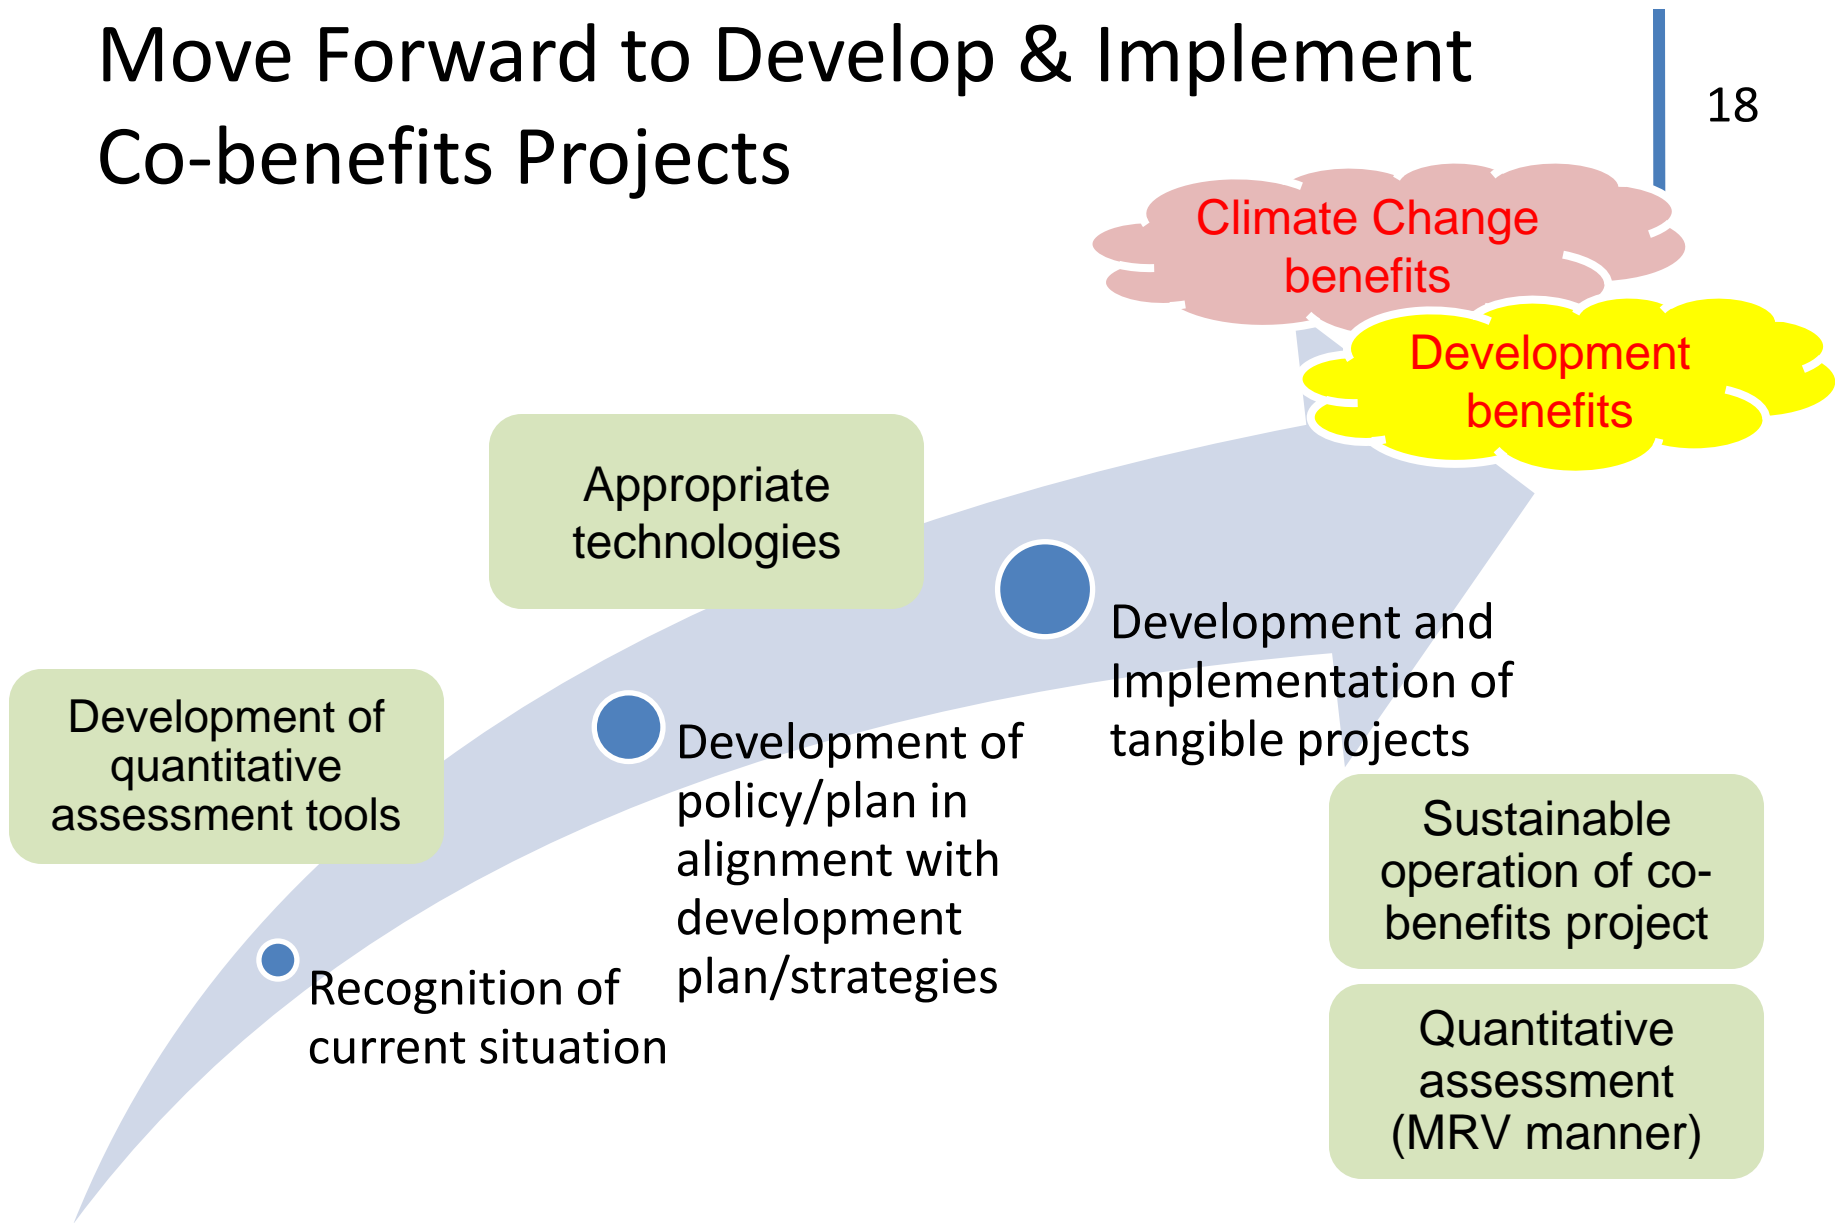 Move Forward to Develop & Implement
Co-benefits Projects
18
Climate Change
benefits
Development
benefits
Appropriate
technologies
Development and
Implementation of
tangible projects
Development of
quantitative
assessment tools
Development of
policy/plan in
alignment with
development
plan/strategies
Recognition of
current situation
Sustainable
operation of co-
benefits project
Quantitative
assessment
(MRV manner)